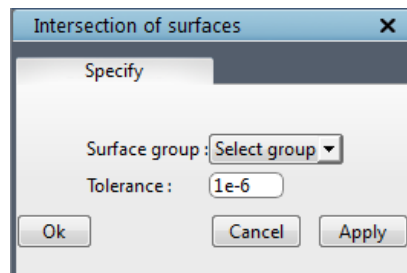 Intersection of surfaces
Specify
Surface group : Select group
Tolerance : 1e-6
Ok Cancel Apply